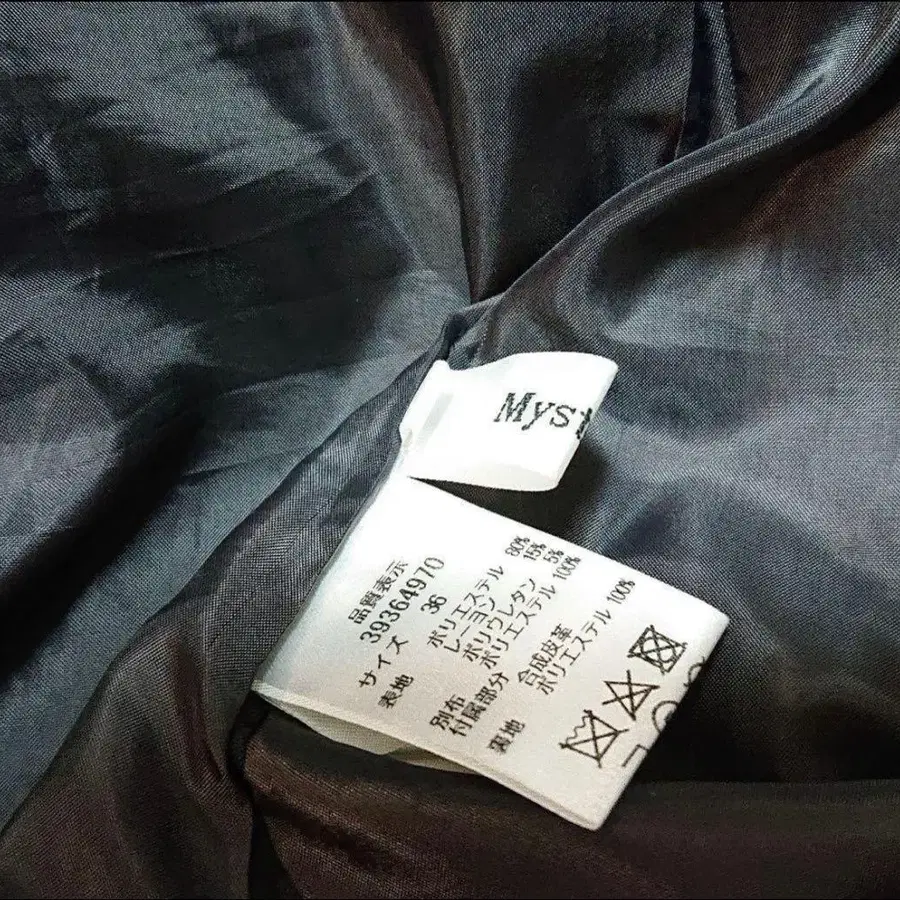 Myst
品質表示
39364970
サイズ 36
表地 ポリエステル 80%
レーヨン 15%
ポリウレタン 5%
別布 ポリエステル 100%
付属部分 合成皮革
裏地 ポリエステル 100%